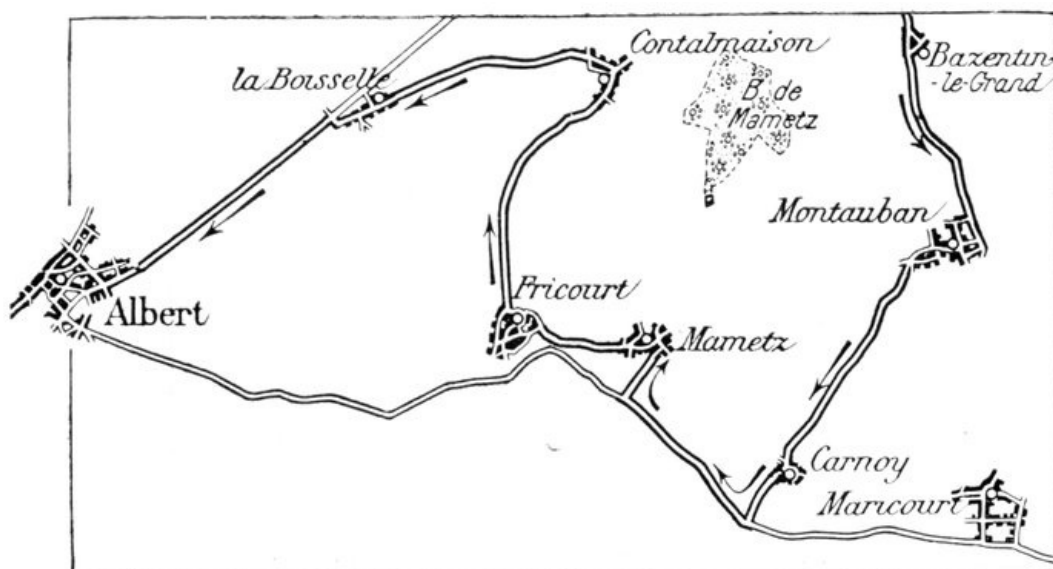 Contalmaison
la Boisselle
Bazentin
-le-Grand
B. de
Mametz
Montauban
Albert
Fricourt
Mametz
Carnoy
Maricourt